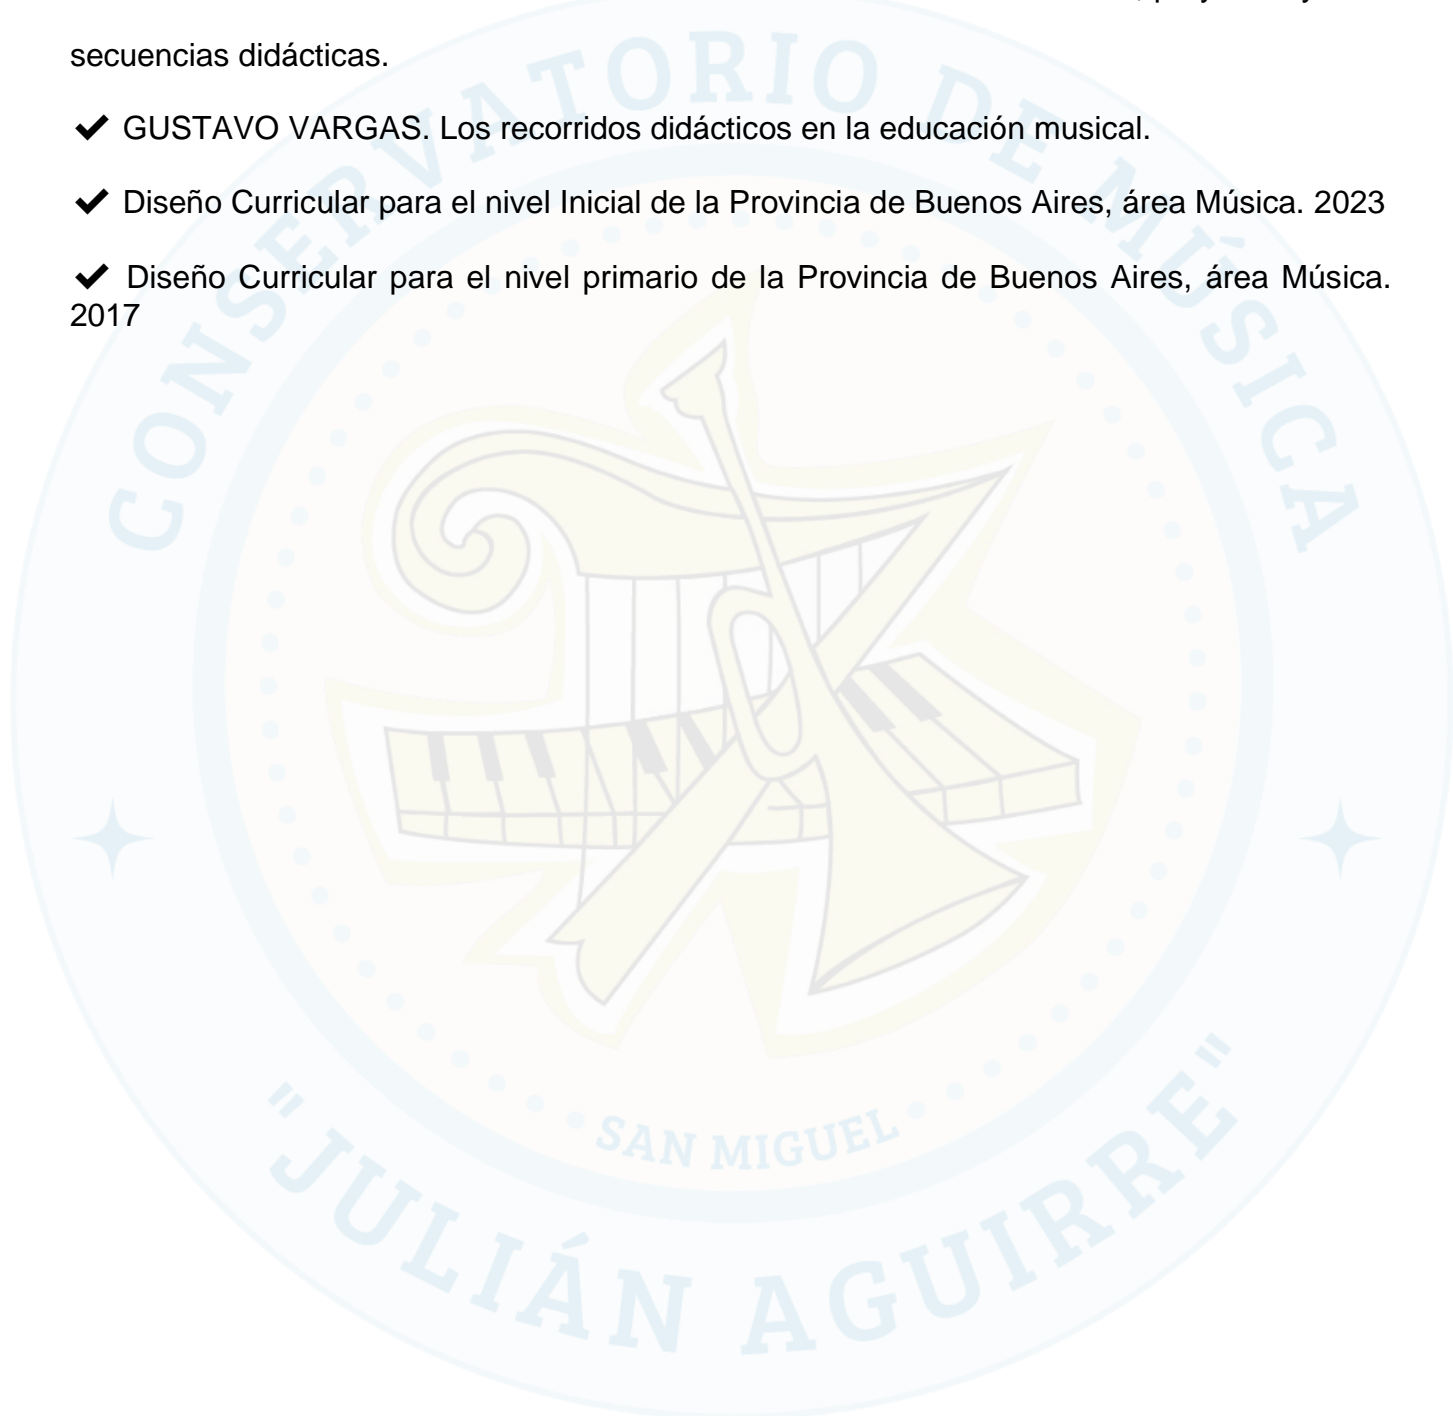 secuencias didácticas.
✔ GUSTAVO VARGAS. Los recorridos didácticos en la educación musical.
✔ Diseño Curricular para el nivel Inicial de la Provincia de Buenos Aires, área Música. 2023
✔ Diseño Curricular para el nivel primario de la Provincia de Buenos Aires, área Música.
2017
CONSERVATORIO DE MÚSICA
SAN MIGUEL
"JULIÁN AGUIRRE"